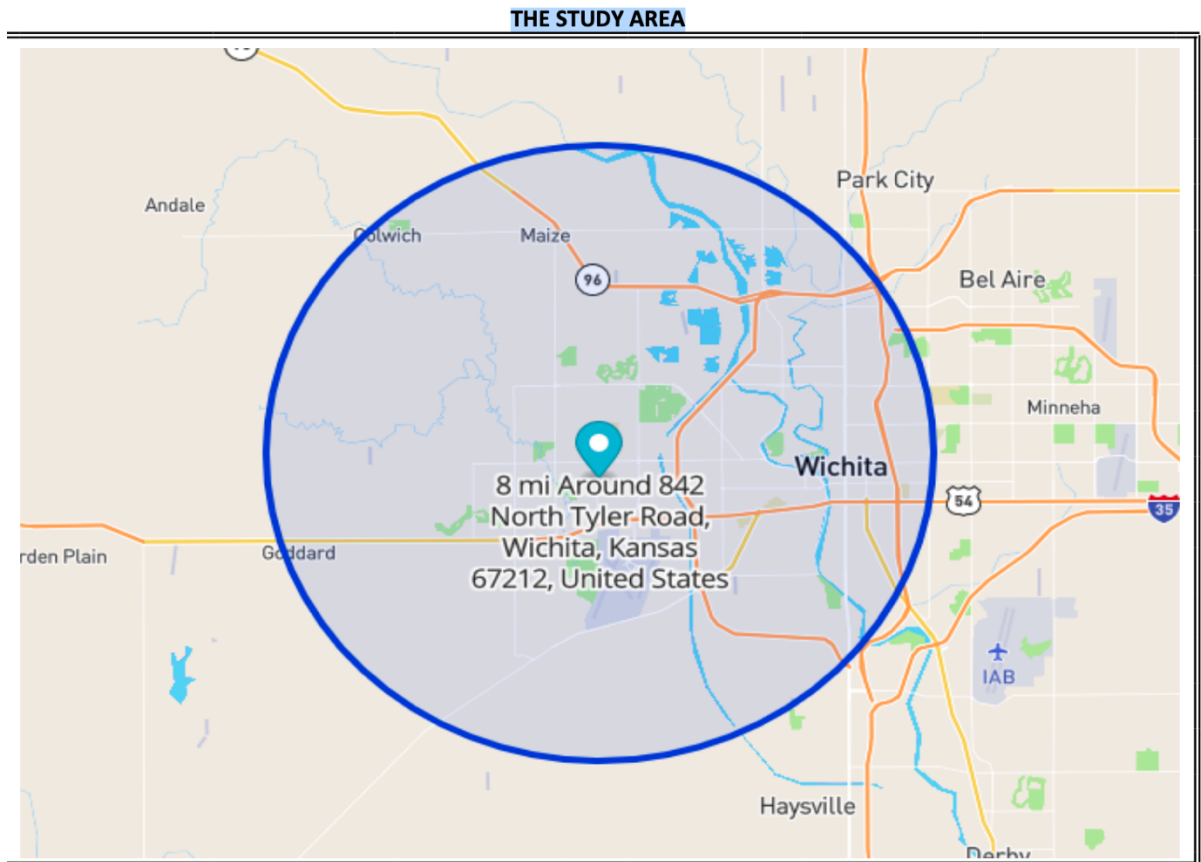 THE STUDY AREA
Park City
Andale
Colwich
Maize
96
Bel Aire
Minneha
Wichita
8 mi Around 842
North Tyler Road,
Wichita, Kansas
67212, United States
54
35
rden Plain
Goddard
IAB
Haysville
Derby